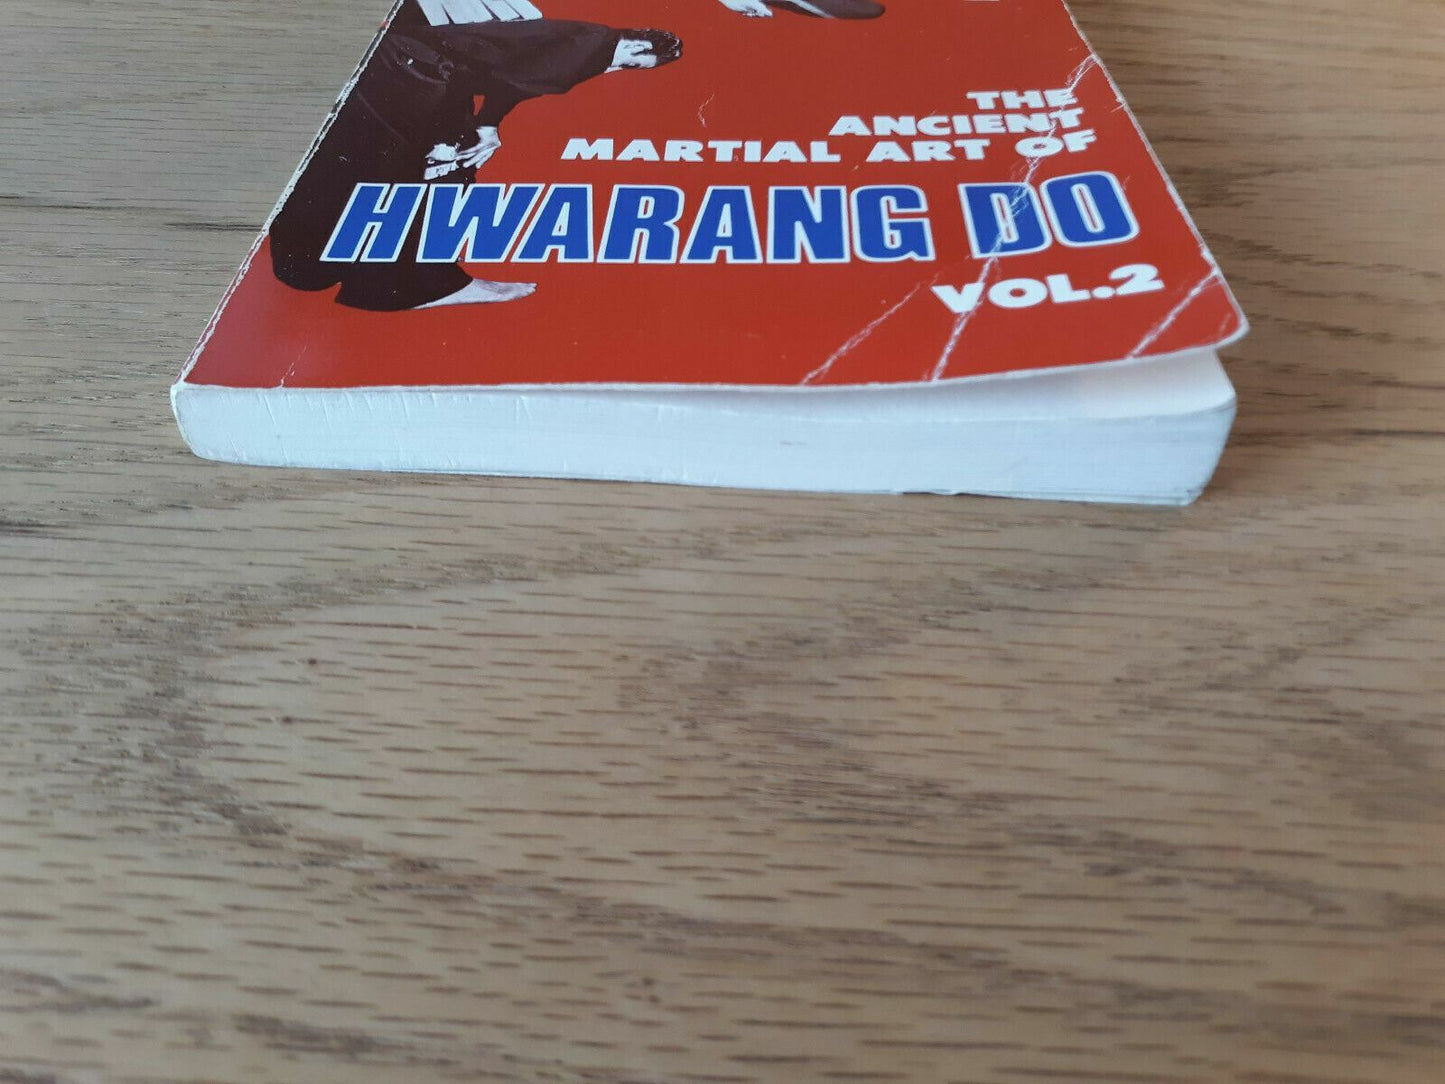 THE
ANCIENT
MARTIAL ART OF
HWARANG DO
VOL.2